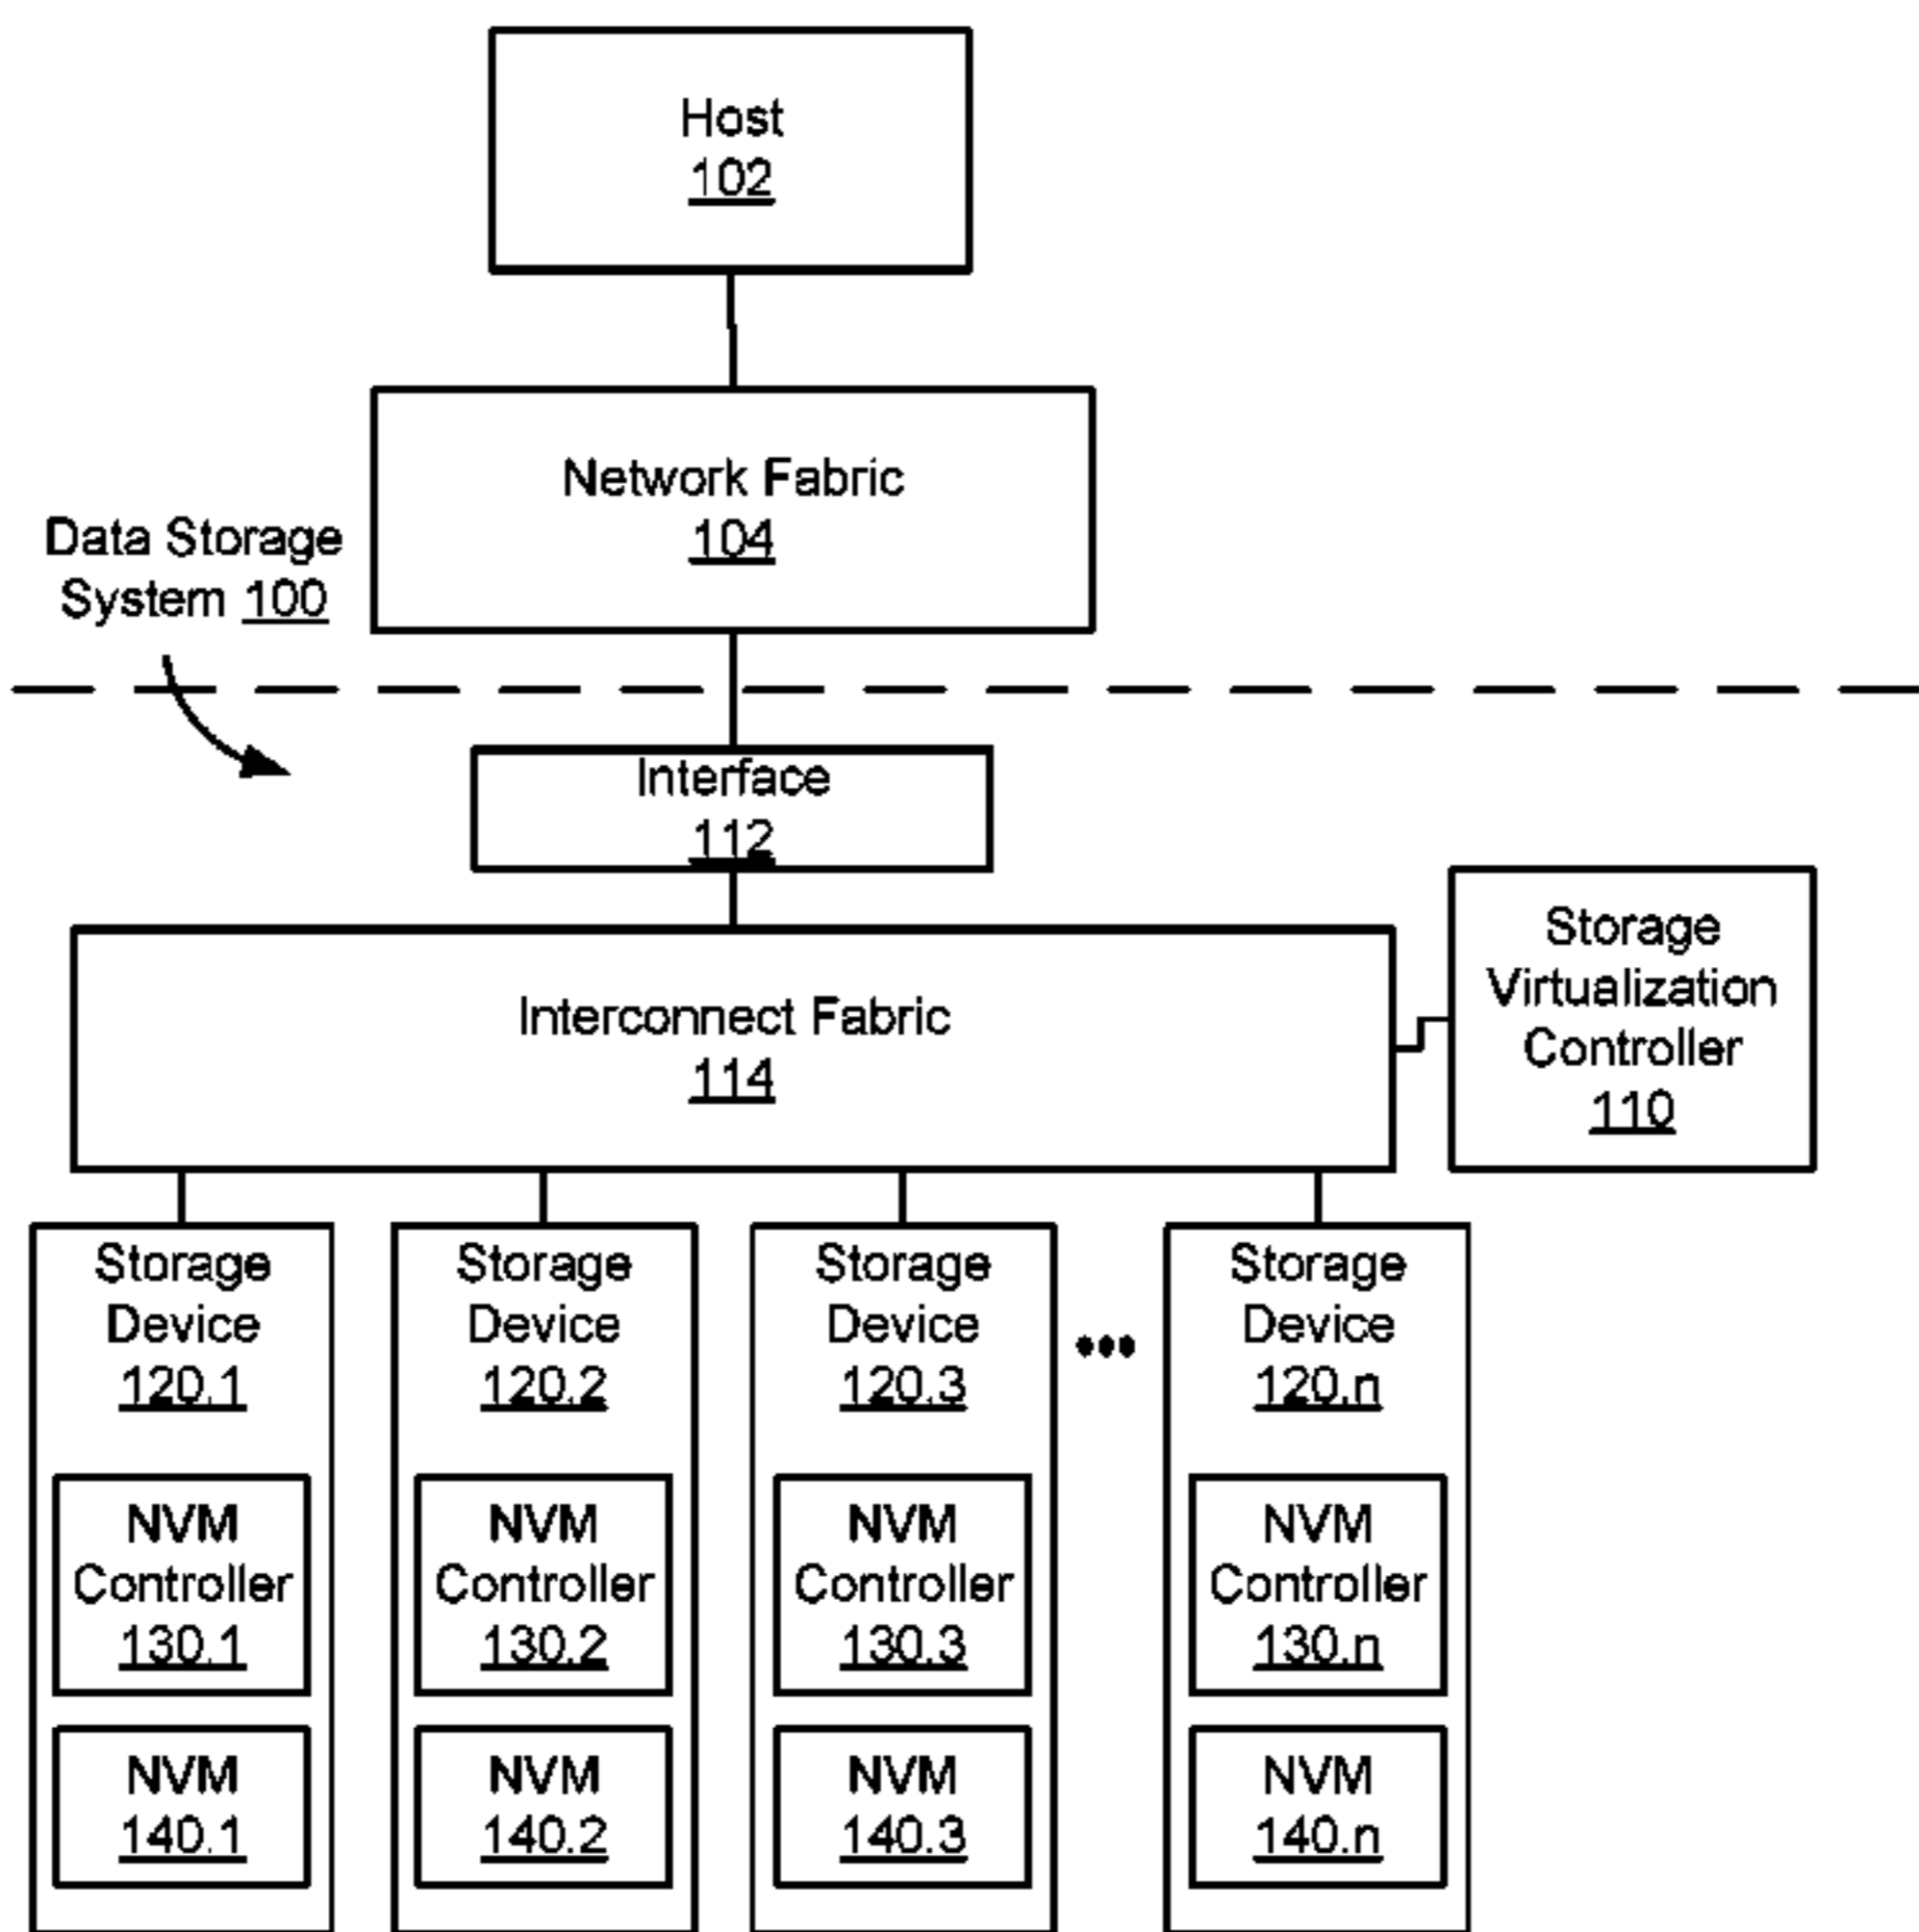 Host
102
Network Fabric
104
Data Storage
System 100
Interface
112
Interconnect Fabric
114
Storage
Virtualization
Controller
110
Storage
Device
120.1
NVM
Controller
130.1
NVM
140.1
Storage
Device
120.2
NVM
Controller
130.2
NVM
140.2
Storage
Device
120.3
NVM
Controller
130.3
NVM
140.3
•••
Storage
Device
120.n
NVM
Controller
130.n
NVM
140.n